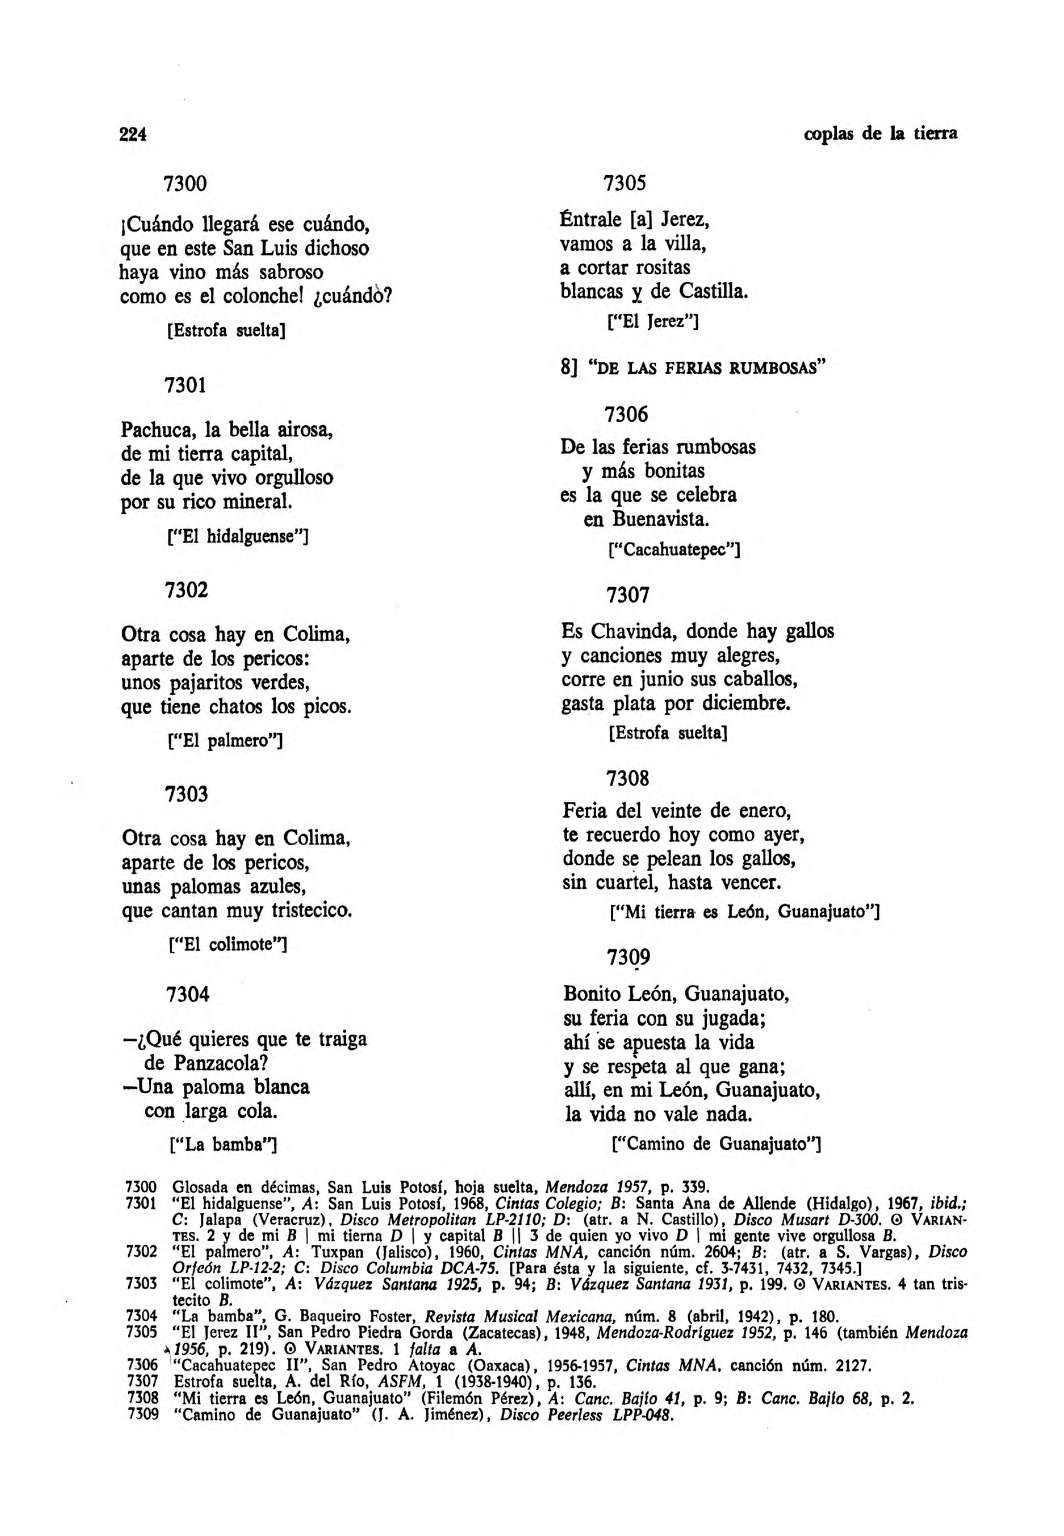 224
coplas de la tierra
7300
¡Cuándo llegará ese cuándo,
que en este San Luis dichoso
haya vino más sabroso
como es el colonche! ¿cuándo?
[Estrofa suelta]
7301
Pachuca, la bella airosa,
de mi tierra capital,
de la que vivo orgulloso
por su rico mineral.
["El hidalguense"]
7302
Otra cosa hay en Colima,
aparte de los pericos:
unos pajaritos verdes,
que tiene chatos los picos.
["El palmero"]
7303
Otra cosa hay en Colima,
aparte de los pericos,
unas palomas azules,
que cantan muy tristecico.
["El colimote"]
7304
—¿Qué quieres que te traiga
de Panzacola?
—Una paloma blanca
con larga cola.
["La bamba"]
7305
Éntrale [a] Jerez,
vamos a la villa,
a cortar rositas
blancas y de Castilla.
["El Jerez"]
8] "DE LAS FERIAS RUMBOSAS"
7306
De las ferias rumbosas
y más bonitas
es la que se celebra
en Buenavista.
["Cacahuatepec"]
7307
Es Chavinda, donde hay gallos
y canciones muy alegres,
corre en junio sus caballos,
gasta plata por diciembre.
[Estrofa suelta]
7308
Feria del veinte de enero,
te recuerdo hoy como ayer,
donde se pelean los gallos,
sin cuartel, hasta vencer.
["Mi tierra es León, Guanajuato"]
7309
Bonito León, Guanajuato,
su feria con su jugada;
ahí se apuesta la vida
y se respeta al que gana;
allí, en mi León, Guanajuato,
la vida no vale nada.
["Camino de Guanajuato"]
7300 Glosada en décimas, San Luis Potosí, hoja suelta, Mendoza 1957, p. 339.
7301 "El hidalguense", A: San Luis Potosí, 1968, Cintas Colegio; B: Santa Ana de Allende (Hidalgo), 1967, ibid.;
C: Jalapa (Veracruz), Disco Metropolitan LP-2110; D: (atr. a N. Castillo), Disco Musart D-300. ⊙ VARIAN-
TES. 2 y de mi B | mi tierna D | y capital B || 3 de quien yo vivo D | mi gente vive orgullosa B.
7302 "El palmero", A: Tuxpan (Jalisco), 1960, Cintas MNA, canción núm. 2604; B: (atr. a S. Vargas), Disco
Orfeón LP-12-2; C: Disco Columbia DCA-75. [Para ésta y la siguiente, cf. 3-7431, 7432, 7345.]
7303 "El colimote", A: Vázquez Santana 1925, p. 94; B: Vázquez Santana 1931, p. 199. ⊙ VARIANTES. 4 tan tris-
tecito B.
7304 "La bamba", G. Baqueiro Foster, Revista Musical Mexicana, núm. 8 (abril, 1942), p. 180.
7305 "El Jerez II", San Pedro Piedra Gorda (Zacatecas), 1948, Mendoza-Rodríguez 1952, p. 146 (también Mendoza
1956, p. 219). ⊙ VARIANTES. 1 falta a A.
7306 "Cacahuatepec II", San Pedro Atoyac (Oaxaca), 1956-1957, Cintas MNA, canción núm. 2127.
7307 Estrofa suelta, A. del Río, ASFM, 1 (1938-1940), p. 136.
7308 "Mi tierra es León, Guanajuato" (Filemón Pérez), A: Canc. Bajío 41, p. 9; B: Canc. Bajío 68, p. 2.
7309 "Camino de Guanajuato" (J. A. Jiménez), Disco Peerless LPP-048.